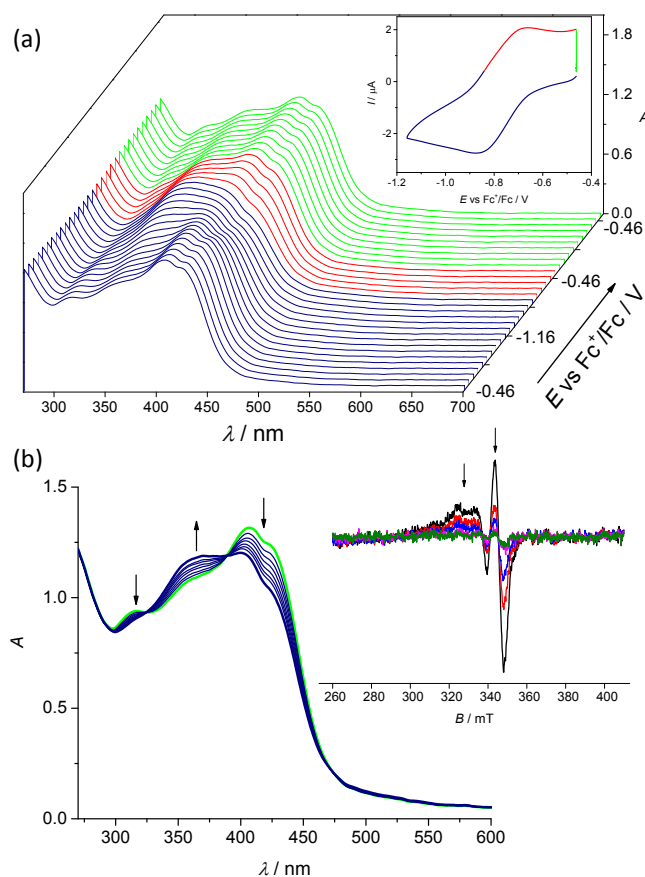 (a)
2
0
-2
I / μA
-1.2 -1.0 -0.8 -0.6 -0.4
E vs Fc⁺/Fc / V
1.8
1.2
0.6
0.0
-0.46
-0.46
-1.16
-0.46
E vs Fc⁺/Fc / V
300 350 400 450 500 550 600 650 700
λ / nm
(b)
1.5
1.0
0.5
0.0
A
300 350 400 450 500 550 600
λ / nm
260 280 300 320 340 360 380 400
B / mT